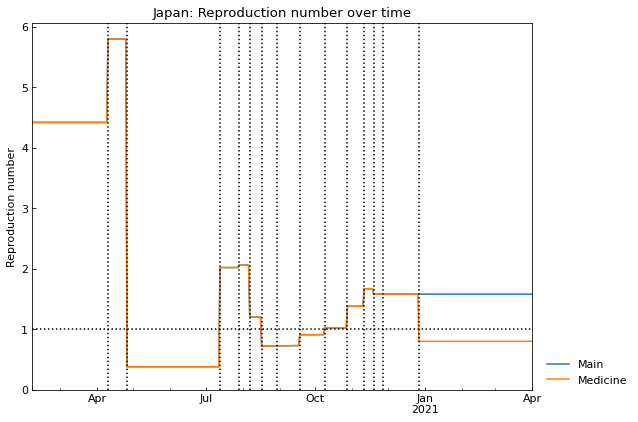 Japan: Reproduction number over time
Reproduction number
6
5
4
3
2
1
0
Apr
Jul
Oct
Jan
2021
Apr
Main
Medicine